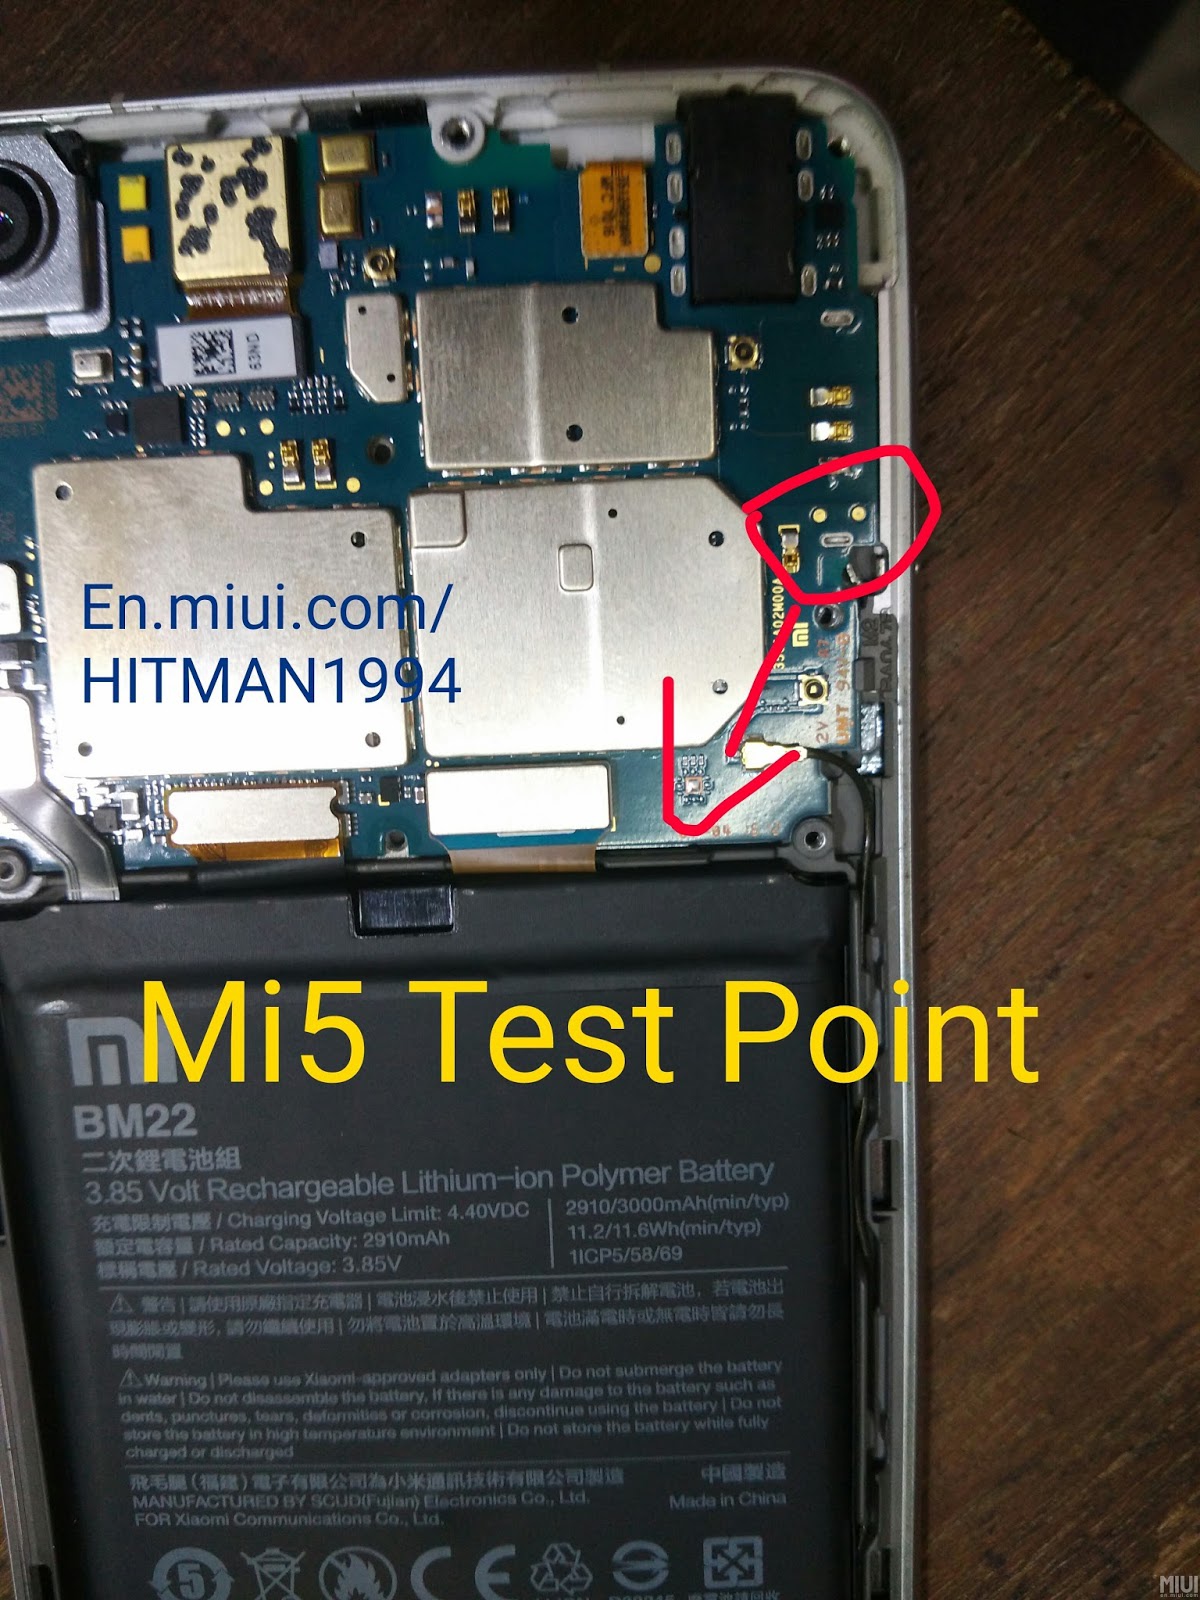 63N10
En.miui.com/
HITMAN1994
Mi5 Test Point
BM22
二次鋰電池組
3.85 Volt Rechargeable Lithium-ion Polymer Battery
充電限制電壓 / Charging Voltage Limit: 4.40VDC
額定電容量 / Rated Capacity: 2910mAh
標稱電壓 / Rated Voltage: 3.85V
2910/3000mAh(min/typ)
11.2/11.6Wh(min/typ)
1ICP5/58/69
警告 | 請使用原廠指定充電器 | 電池浸水後禁止使用 | 禁止自行拆解電池，若電池出
現膨脹或變形，請勿繼續使用 | 勿將電池置於高溫環境 | 電池滿電時或無電時皆請勿長
時間閒置
Warning | Please use Xiaomi-approved adapters only | Do not submerge the battery
in water | Do not disassemble the battery, If there is any damage to the battery such as
dents, punctures, tears, deformities or corrosion, discontinue using the battery | Do not
store the battery in high temperature environment | Do not store the battery while fully
charged or discharged
飛毛腿（福建）電子有限公司為小米通訊技術有限公司製造
中國製造
MANUFACTURED BY SCUD(Fujian) Electronics Co., Ltd.
Made in China
FOR Xiaomi Communications Co., Ltd.
5
CE
MIUI
en.miui.com